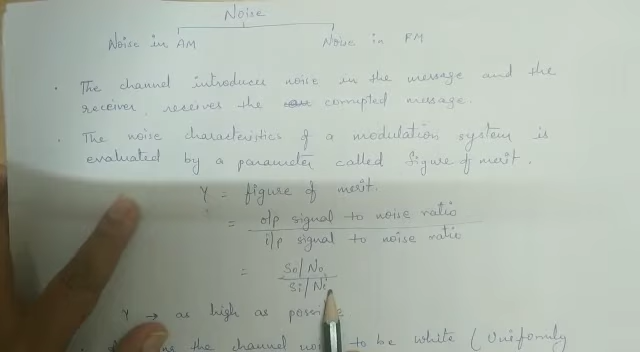 Noise
Noise in AM Noise in FM
. The channel introduces noise in the message and the
receiver, receives the corrupted message.
. The noise characteristics of a modulation system is
evaluated by a parameter called figure of merit.
γ = figure of merit.
= o/p signal to noise ratio
i/p signal to noise ratio
= So/No
Si/Ni
γ → as high as
the channel to be white ( Uniformly